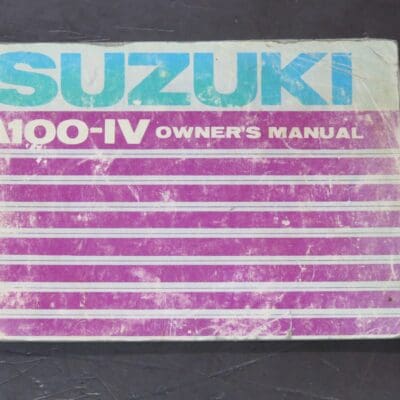 SUZUKI
A100-IV OWNER'S MANUAL